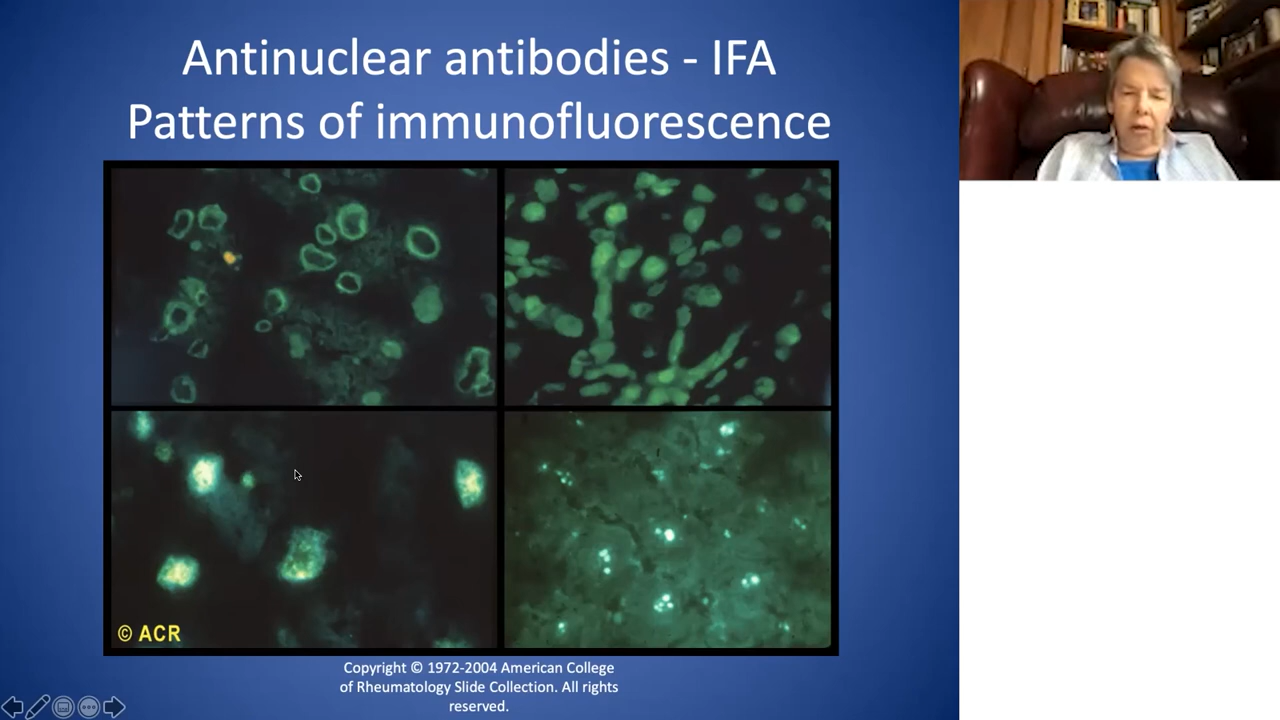 Antinuclear antibodies - IFA
Patterns of immunofluorescence
© ACR
Copyright © 1972-2004 American College
of Rheumatology Slide Collection. All rights
reserved.